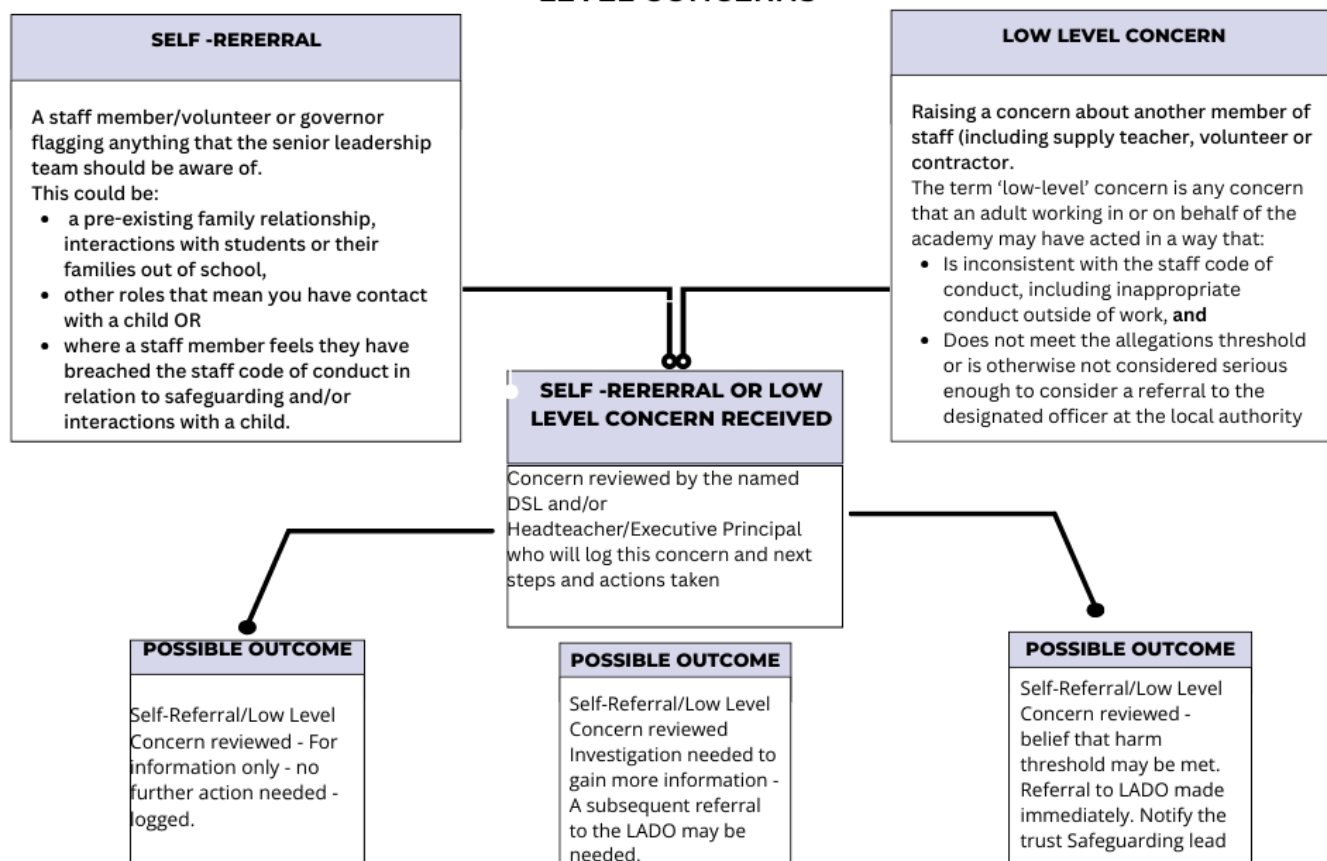 LEVEL CONCERNS
SELF -RERERRAL
A staff member/volunteer or governor
flagging anything that the senior leadership
team should be aware of.
This could be:
• a pre-existing family relationship,
interactions with students or their
families out of school,
• other roles that mean you have contact
with a child OR
• where a staff member feels they have
breached the staff code of conduct in
relation to safeguarding and/or
interactions with a child.
LOW LEVEL CONCERN
Raising a concern about another member of
staff (including supply teacher, volunteer or
contractor.
The term ‘low-level’ concern is any concern
that an adult working in or on behalf of the
academy may have acted in a way that:
• Is inconsistent with the staff code of
conduct, including inappropriate
conduct outside of work, and
• Does not meet the allegations threshold
or is otherwise not considered serious
enough to consider a referral to the
designated officer at the local authority
SELF -RERERRAL OR LOW
LEVEL CONCERN RECEIVED
Concern reviewed by the named
DSL and/or
Headteacher/Executive Principal
who will log this concern and next
steps and actions taken
POSSIBLE OUTCOME
Self-Referral/Low Level
Concern reviewed - For
information only - no
further action needed -
logged.
POSSIBLE OUTCOME
Self-Referral/Low Level
Concern reviewed
Investigation needed to
gain more information -
A subsequent referral
to the LADO may be
needed.
POSSIBLE OUTCOME
Self-Referral/Low Level
Concern reviewed -
belief that harm
threshold may be met.
Referral to LADO made
immediately. Notify the
trust Safeguarding lead